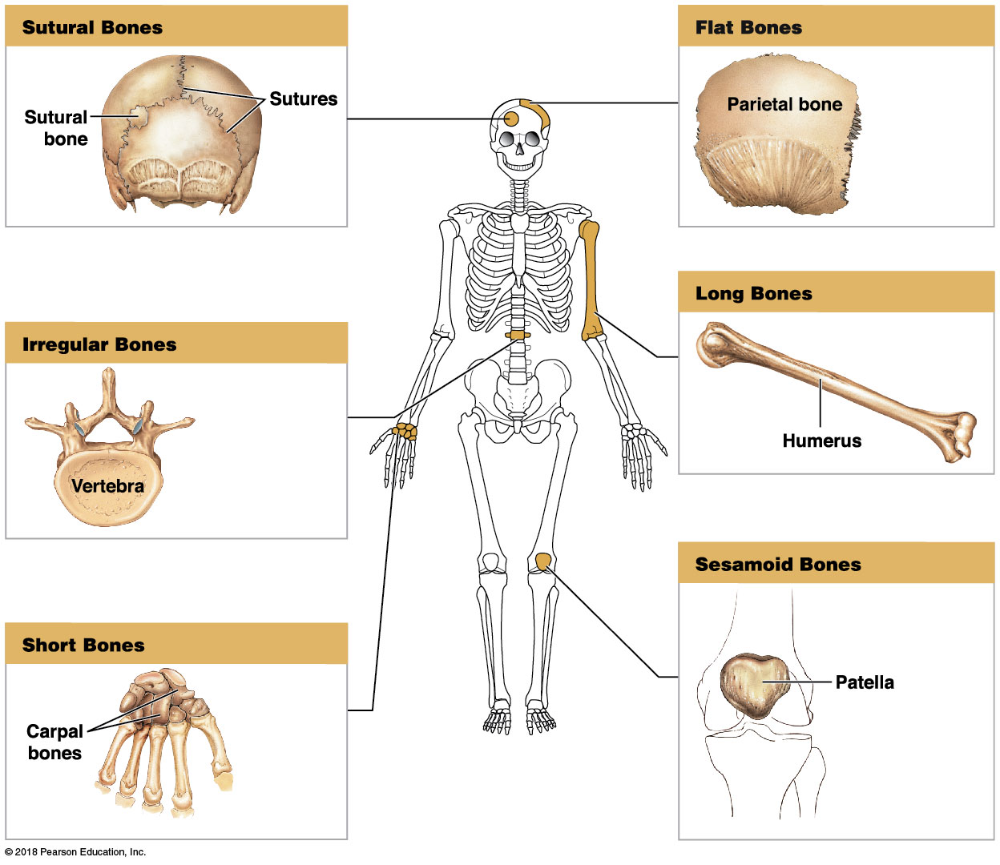 Sutural Bones
Sutures
Sutural
bone
Flat Bones
Parietal bone
Irregular Bones
Vertebra
Long Bones
Humerus
Short Bones
Carpal
bones
Sesamoid Bones
Patella
© 2018 Pearson Education, Inc.